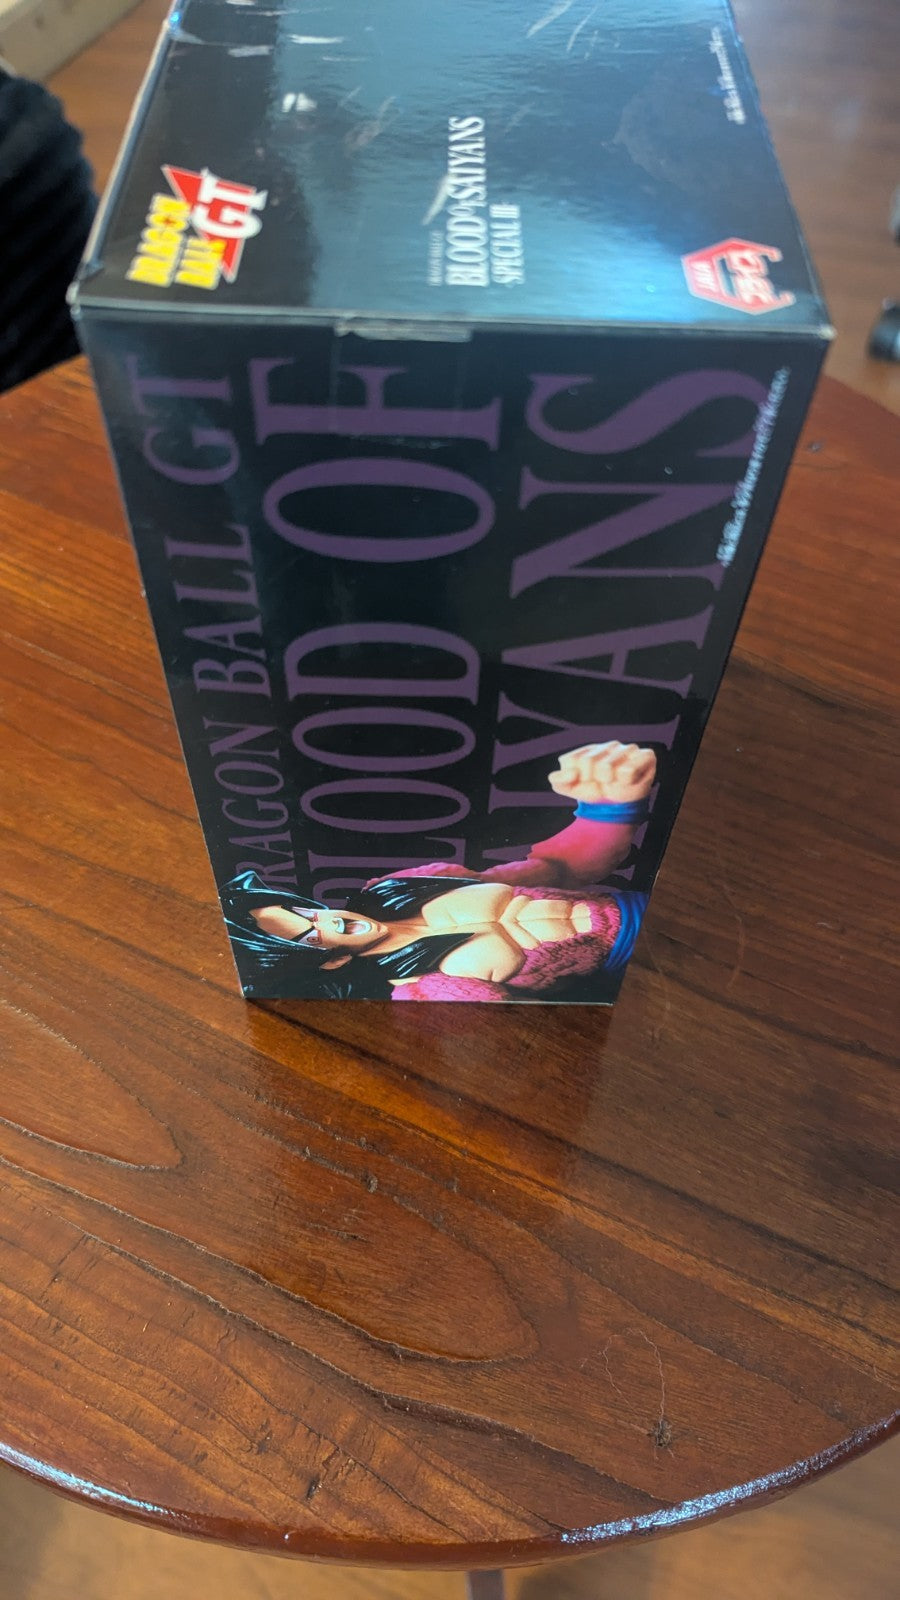 DRAGON
BALL
GT
BLOOD OF SAIYANS
SPECIAL III
DRAGON BALL GT
BLOOD OF
SAIYANS